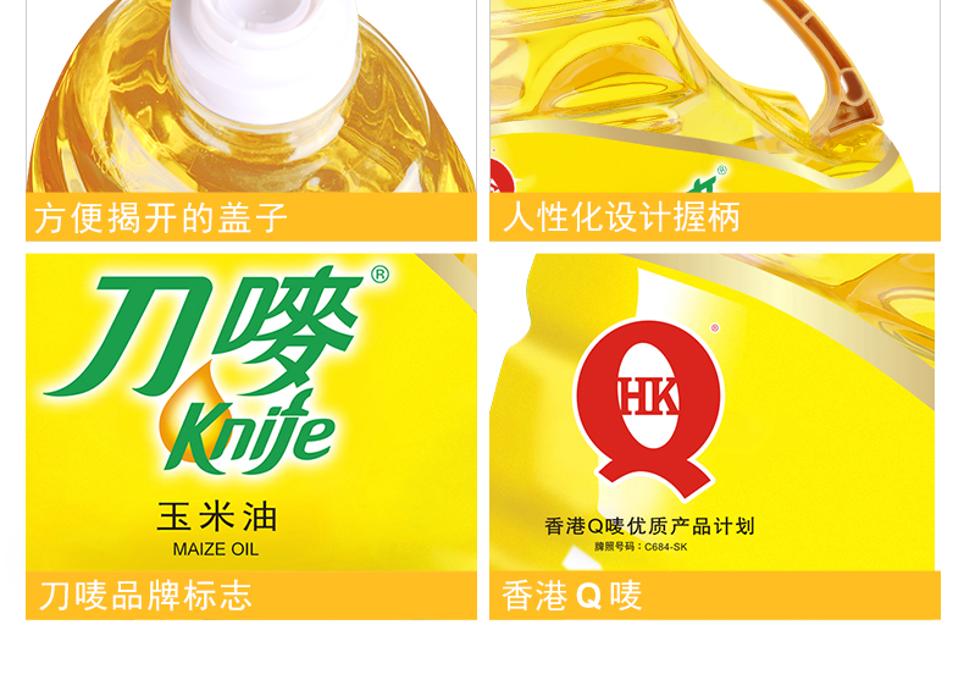 方便揭开的盖子
人性化设计握柄
刀嘜®
Knife
玉米油
MAIZE OIL
刀唛品牌标志
®
HK
香港Q唛优质产品计划
牌照号码：C684-SK
香港Q唛